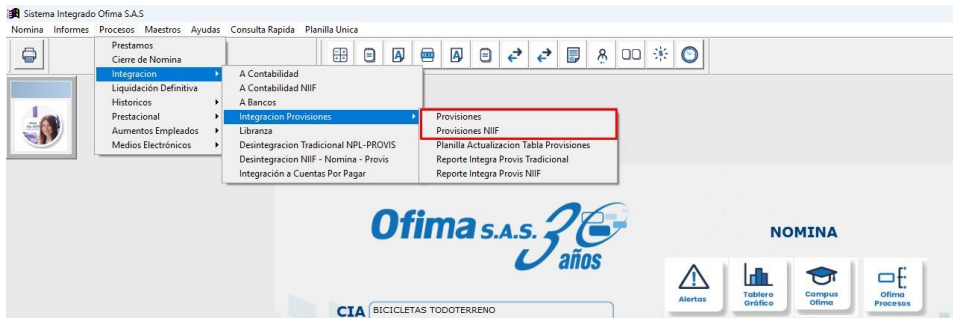 Sistema Integrado Ofima S.A.S
Nomina Informes Procesos Maestros Ayudas Consulta Rapida Planilla Unica
Prestamos
Cierre de Nomina
Integracion
Liquidación Definitiva
Historicos
Prestacional
Aumentos Empleados
Medios Electrónicos
A Contabilidad
A Contabilidad NIIF
A Bancos
Integracion Provisiones
Libranza
Desintegracion Tradicional NPL-PROVIS
Desintegracion NIIF - Nomina - Provis
Integración a Cuentas Por Pagar
Provisiones
Provisiones NIIF
Planilla Actualizacion Tabla Provisiones
Reporte Integra Provis Tradicional
Reporte Integra Provis NIIF
Ofima S.A.S. 30 años
NOMINA
Alertas
Tablero Gráfico
Campus Ofima
Ofima Procesos
CIA BICICLETAS TODOTERRENO